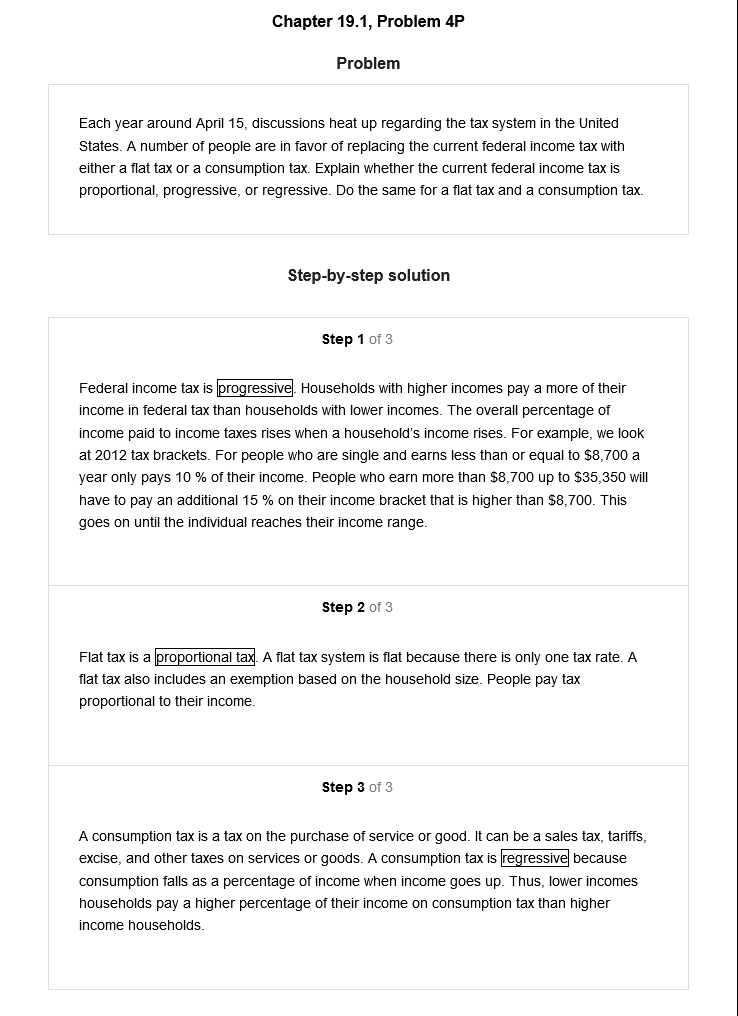 Chapter 19.1, Problem 4P
Problem
Each year around April 15, discussions heat up regarding the tax system in the United
States. A number of people are in favor of replacing the current federal income tax with
either a flat tax or a consumption tax. Explain whether the current federal income tax is
proportional, progressive, or regressive. Do the same for a flat tax and a consumption tax.
Step-by-step solution
Step 1 of 3
Federal income tax is progressive. Households with higher incomes pay a more of their
income in federal tax than households with lower incomes. The overall percentage of
income paid to income taxes rises when a household's income rises. For example, we look
at 2012 tax brackets. For people who are single and earns less than or equal to $8,700 a
year only pays 10 % of their income. People who earn more than $8,700 up to $35,350 will
have to pay an additional 15 % on their income bracket that is higher than $8,700. This
goes on until the individual reaches their income range.
Step 2 of 3
Flat tax is a proportional tax. A flat tax system is flat because there is only one tax rate. A
flat tax also includes an exemption based on the household size. People pay tax
proportional to their income.
Step 3 of 3
A consumption tax is a tax on the purchase of service or good. It can be a sales tax, tariffs,
excise, and other taxes on services or goods. A consumption tax is regressive because
consumption falls as a percentage of income when income goes up. Thus, lower incomes
households pay a higher percentage of their income on consumption tax than higher
income households.